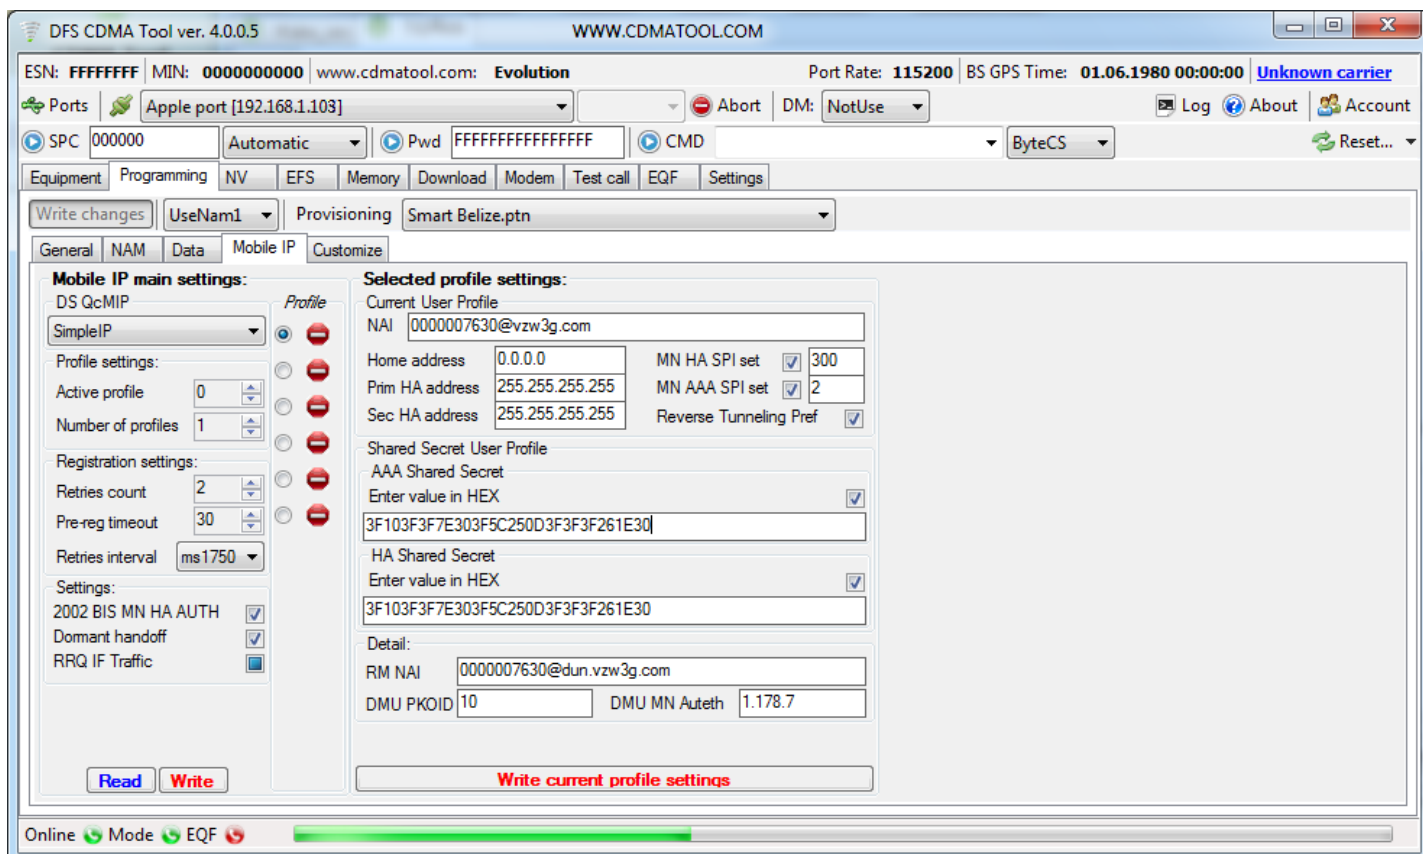 DFS CDMA Tool ver. 4.0.0.5 WWW.CDMATOOL.COM
ESN: FFFFFFFF MIN: 0000000000 www.cdmatool.com: Evolution Port Rate: 115200 BS GPS Time: 01.06.1980 00:00:00 Unknown carrier
Ports Apple port [192.168.1.103] Abort DM: NotUse Log About Account
SPC 000000 Automatic Pwd FFFFFFFFFFFFFFFF CMD ByteCS Reset...
Equipment Programming NV EFS Memory Download Modem Test call EQF Settings
Write changes UseNam1 Provisioning Smart Belize.ptn
General NAM Data Mobile IP Customize
Mobile IP main settings:
DS QcMIP Profile
SimpleIP
Profile settings:
Active profile 0
Number of profiles 1
Registration settings:
Retries count 2
Pre-reg timeout 30
Retries interval ms1750
Settings:
2002 BIS MN HA AUTH
Dormant handoff
RRQ IF Traffic
Read Write
Selected profile settings:
Current User Profile
NAI 0000007630@vzw3g.com
Home address 0.0.0.0 MN HA SPI set 300
Prim HA address 255.255.255.255 MN AAA SPI set 2
Sec HA address 255.255.255.255 Reverse Tunneling Pref
Shared Secret User Profile
AAA Shared Secret
Enter value in HEX
3F103F3F7E303F5C250D3F3F3F261E30
HA Shared Secret
Enter value in HEX
3F103F3F7E303F5C250D3F3F3F261E30
Detail:
RM NAI 0000007630@dun.vzw3g.com
DMU PKOID 10 DMU MN Auteth 1.178.7
Write current profile settings
Online Mode EQF